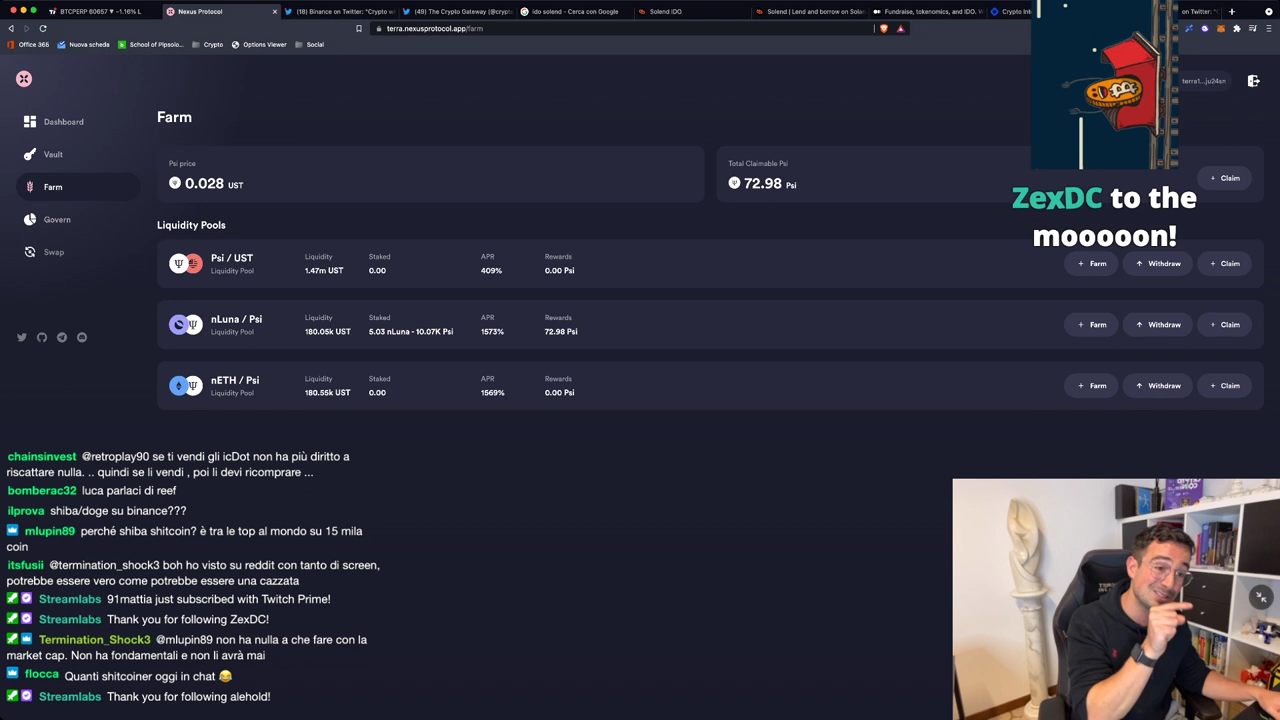 BTCPERP 60657 ▼ −1.16% L
Nexus Protocol
(18) Binance on Twitter: "Crypto w
(49) The Crypto Gateway (@crypto
ido solend - Cerca con Google
Solend IDO
Solend | Lend and borrow on Solan
Fundraise, tokenomics, and IDO. W
Crypto Int
on Twitter: "
terra.nexusprotocol.app/farm
Office 365
Nuova scheda
School of Pipsolo...
Crypto
Options Viewer
Social
terra1...ju24sm
Dashboard
Vault
Farm
Govern
Swap
Farm
Psi price
0.028 UST
Total Claimable Psi
72.98 Psi
+ Claim
ZexDC to the
mooooon!
Liquidity Pools
Psi / UST
Liquidity Pool
Liquidity
1.47m UST
Staked
0.00
APR
409%
Rewards
0.00 Psi
+ Farm
↑ Withdraw
+ Claim
nLuna / Psi
Liquidity Pool
Liquidity
180.05k UST
Staked
5.03 nLuna - 10.07K Psi
APR
1573%
Rewards
72.98 Psi
+ Farm
↑ Withdraw
+ Claim
nETH / Psi
Liquidity Pool
Liquidity
180.55k UST
Staked
0.00
APR
1569%
Rewards
0.00 Psi
+ Farm
↑ Withdraw
+ Claim
chainsinvest @retroplay90 se ti vendi gli icDot non ha più diritto a
riscattare nulla. .. quindi se li vendi , poi li devi ricomprare ...
bomberac32 luca parlaci di reef
ilprova shiba/doge su binance???
mlupin89 perché shiba shitcoin? è tra le top al mondo su 15 mila
coin
itsfusii @termination_shock3 boh ho visto su reddit con tanto di screen,
potrebbe essere vero come potrebbe essere una cazzata
Streamlabs 91mattia just subscribed with Twitch Prime!
Streamlabs Thank you for following ZexDC!
Termination_Shock3 @mlupin89 non ha nulla a che fare con la
market cap. Non ha fondamentali e non li avrà mai
flocca Quanti shitcoiner oggi in chat 😂
Streamlabs Thank you for following alehold!